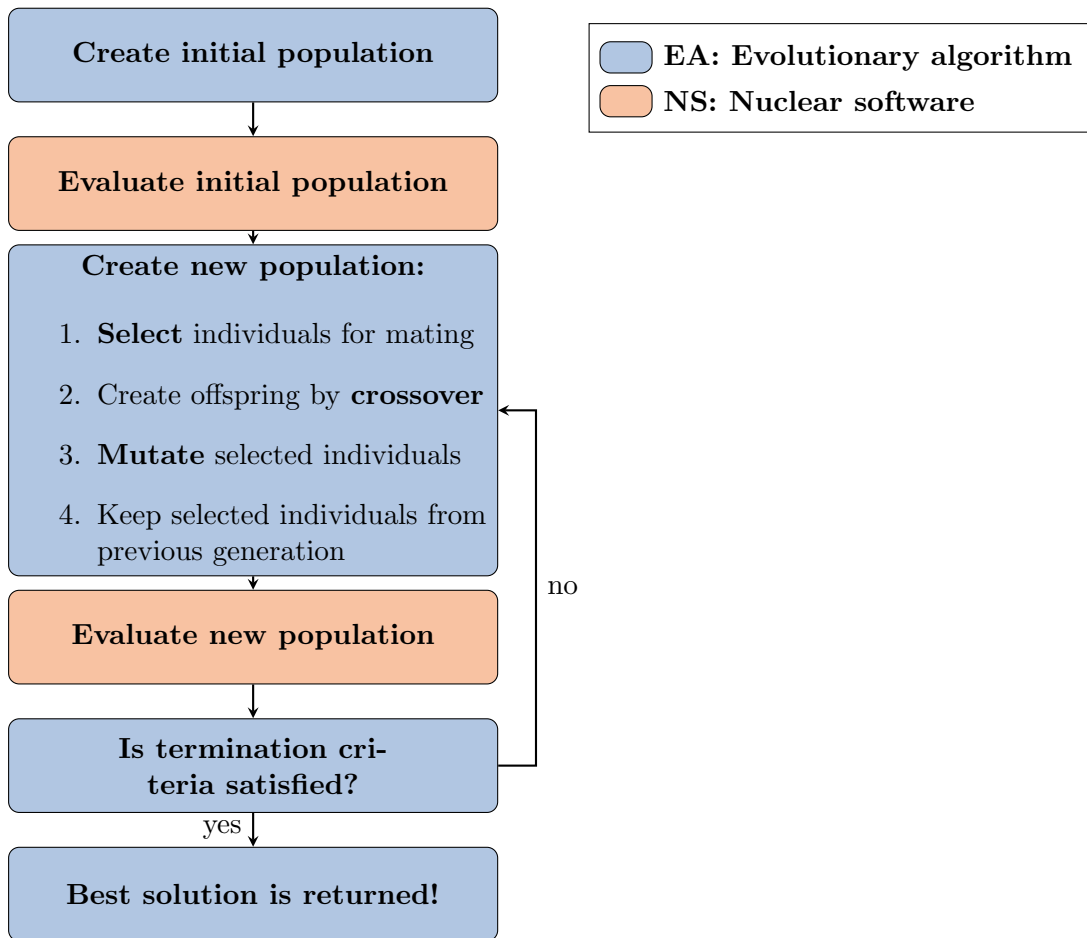 Create initial population
EA: Evolutionary algorithm
NS: Nuclear software
Evaluate initial population
Create new population:
1. Select individuals for mating
2. Create offspring by crossover
3. Mutate selected individuals
4. Keep selected individuals from
previous generation
no
Evaluate new population
Is termination cri-
teria satisfied?
yes
Best solution is returned!